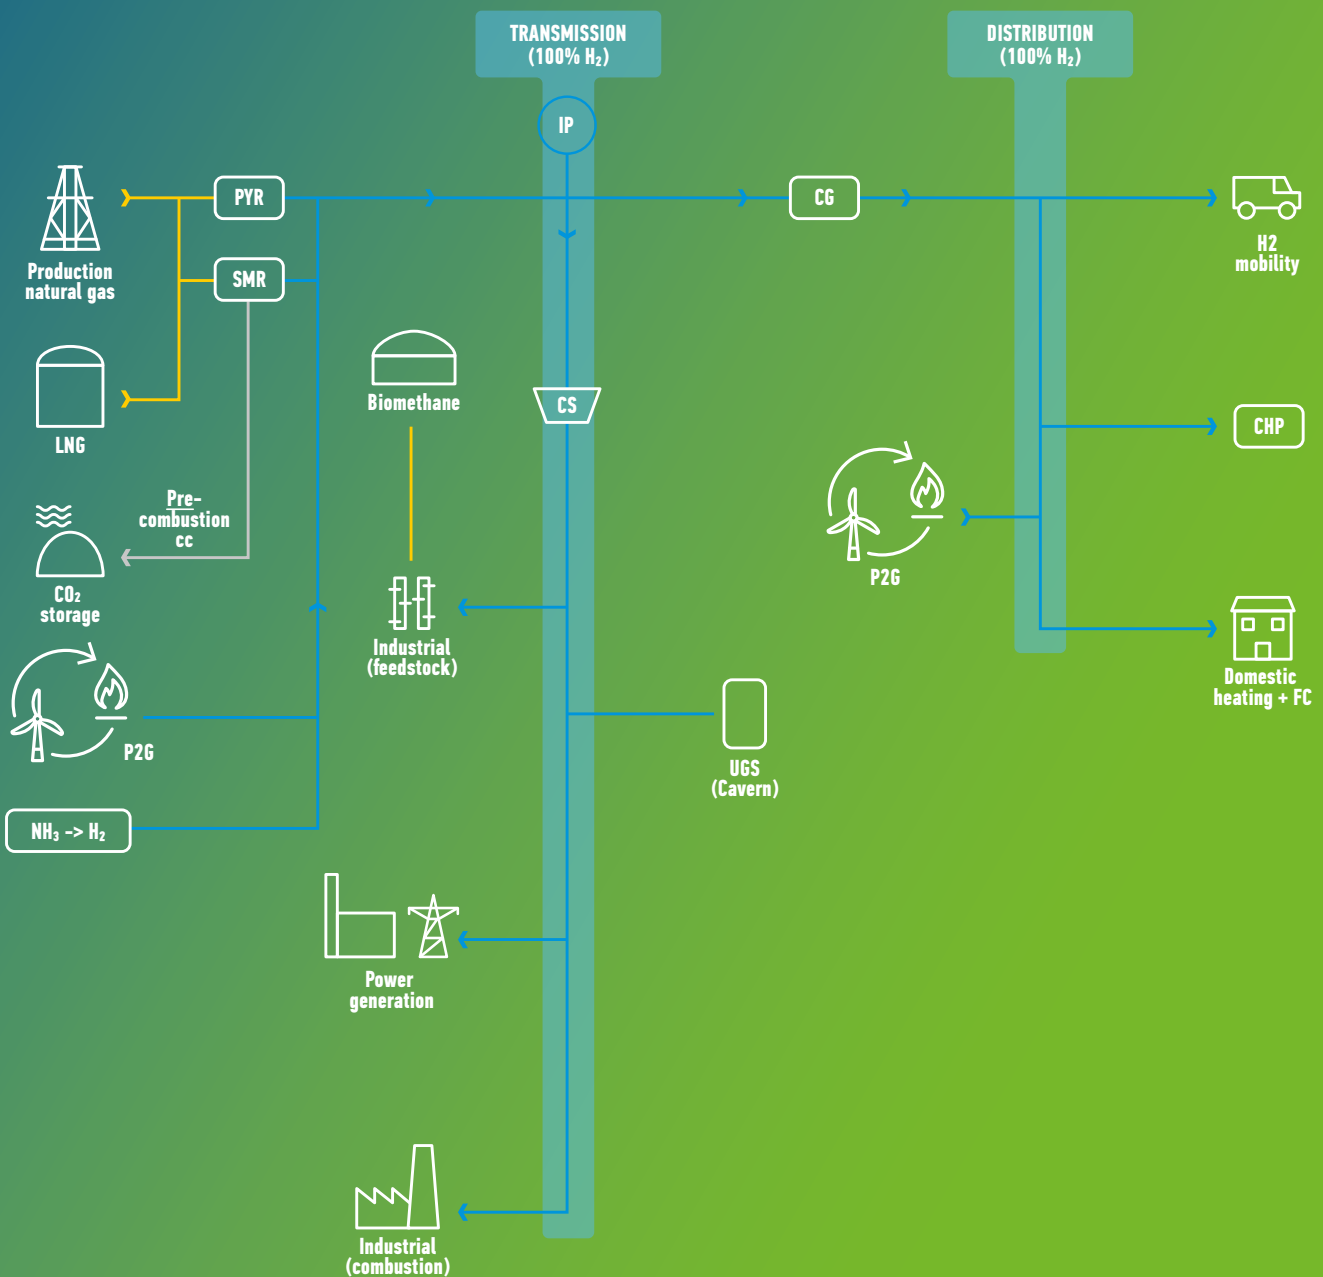 TRANSMISSION
(100% H₂)
DISTRIBUTION
(100% H₂)
IP
PYR
CG
H2
mobility
Production
natural gas
SMR
Biomethane
CS
LNG
CHP
Pre-
combustion
cc
CO₂
storage
P2G
Industrial
(feedstock)
Domestic
heating + FC
P2G
UGS
(Cavern)
NH₃ -> H₂
Power
generation
Industrial
(combustion)